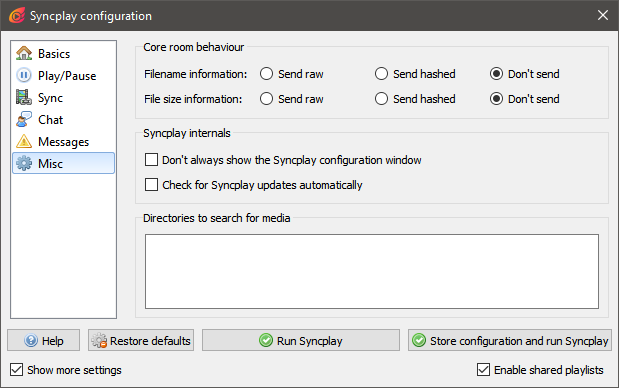 Syncplay configuration
Basics
Play/Pause
Sync
Chat
Messages
Misc
Core room behaviour
Filename information: Send raw Send hashed Don't send
File size information: Send raw Send hashed Don't send
Syncplay internals
Don't always show the Syncplay configuration window
Check for Syncplay updates automatically
Directories to search for media
Help Restore defaults Run Syncplay Store configuration and run Syncplay
Show more settings Enable shared playlists